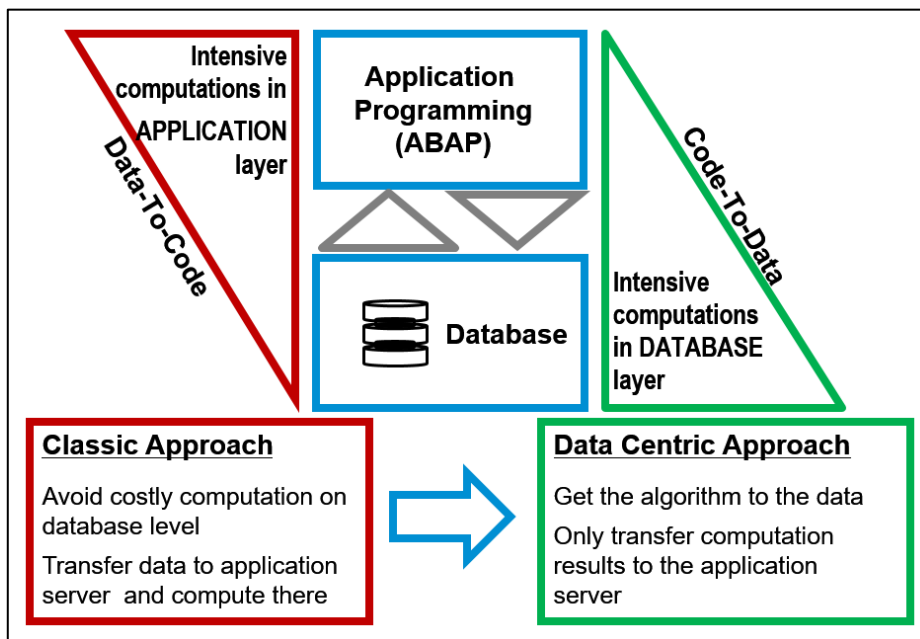 Intensive
computations in
APPLICATION
layer
Data-To-Code
Application
Programming
(ABAP)
Code-To-Data
Intensive
computations
in DATABASE
layer
Database
Classic Approach
Avoid costly computation on
database level
Transfer data to application
server and compute there
Data Centric Approach
Get the algorithm to the data
Only transfer computation
results to the application
server